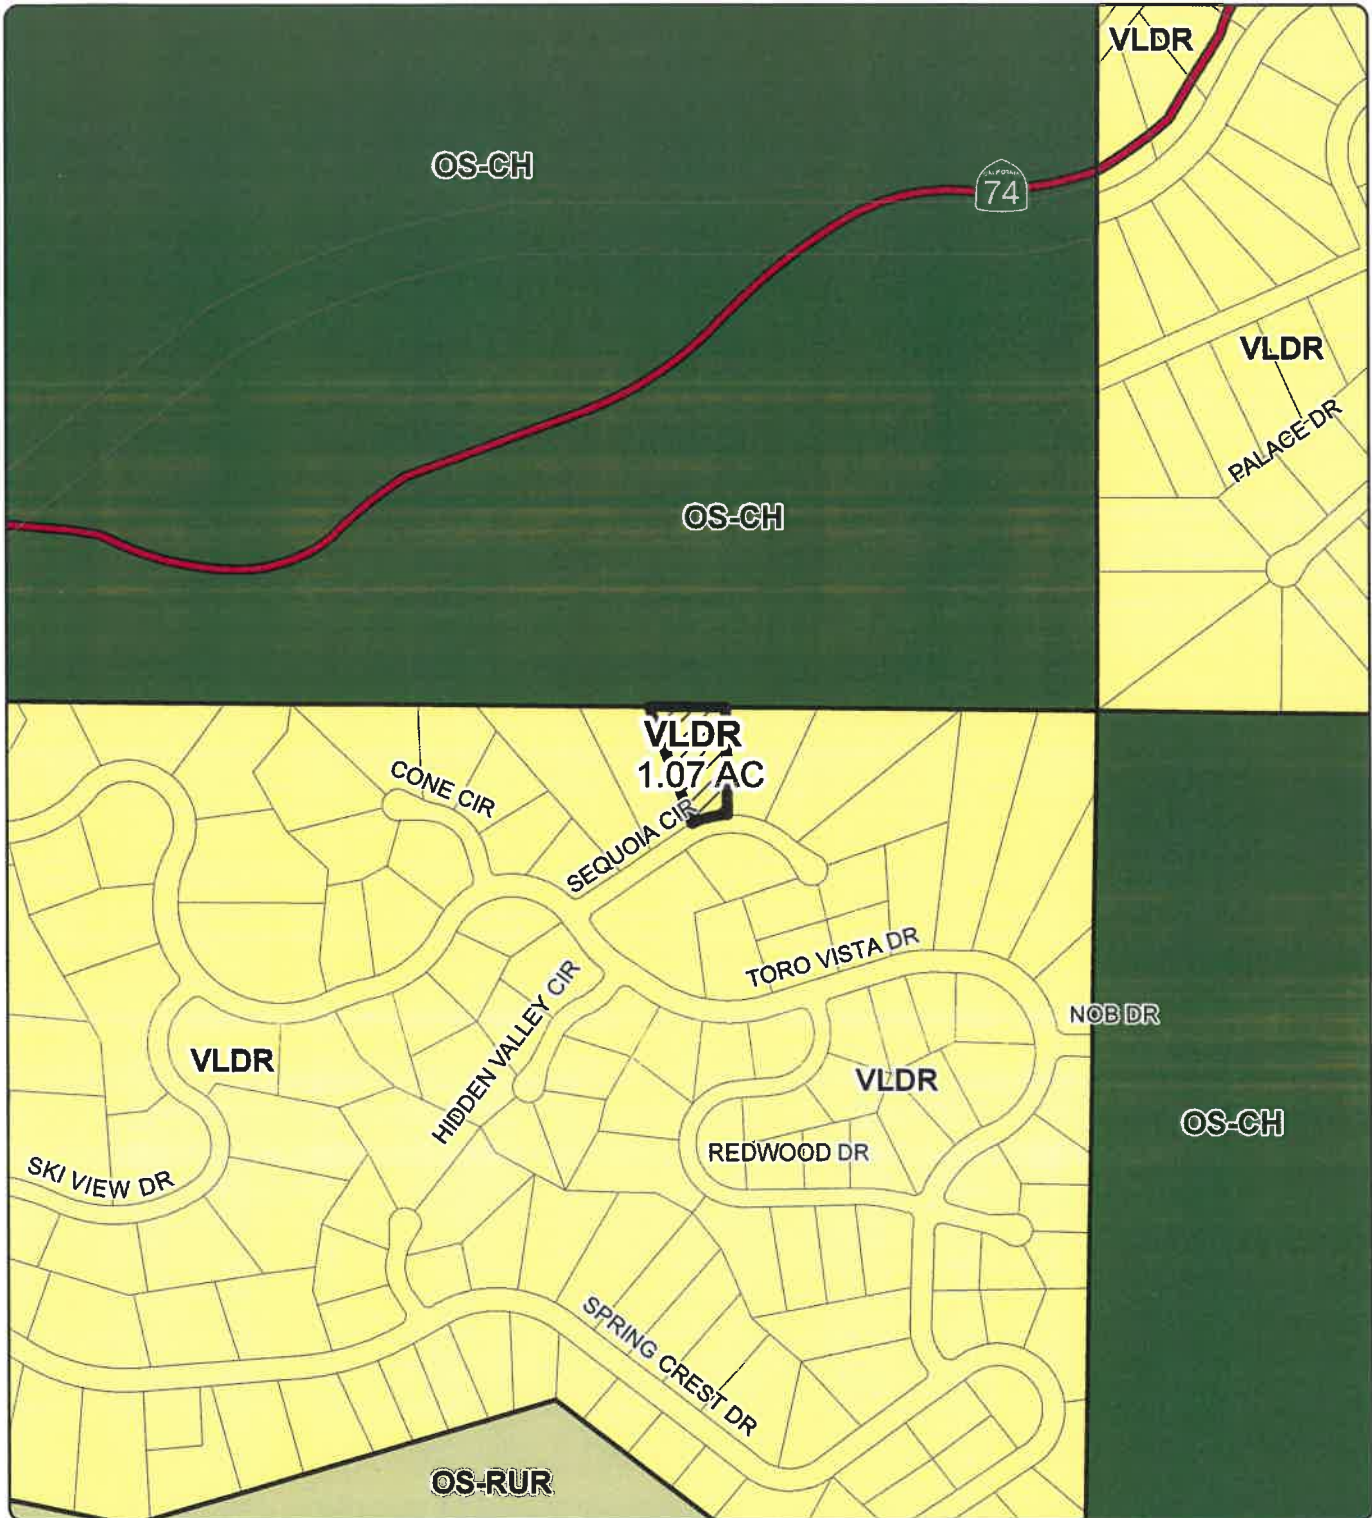 VLDR
OS-CH
CALIFORNIA
74
VLDR
PALACE DR
OS-CH
VLDR
1.07 AC
CONE CIR
SEQUOIA CIR
TORO VISTA DR
HIDDEN VALLEY CIR
NOB DR
VLDR
VLDR
OS-CH
REDWOOD DR
SKI VIEW DR
SPRING CREST DR
OS-RUR